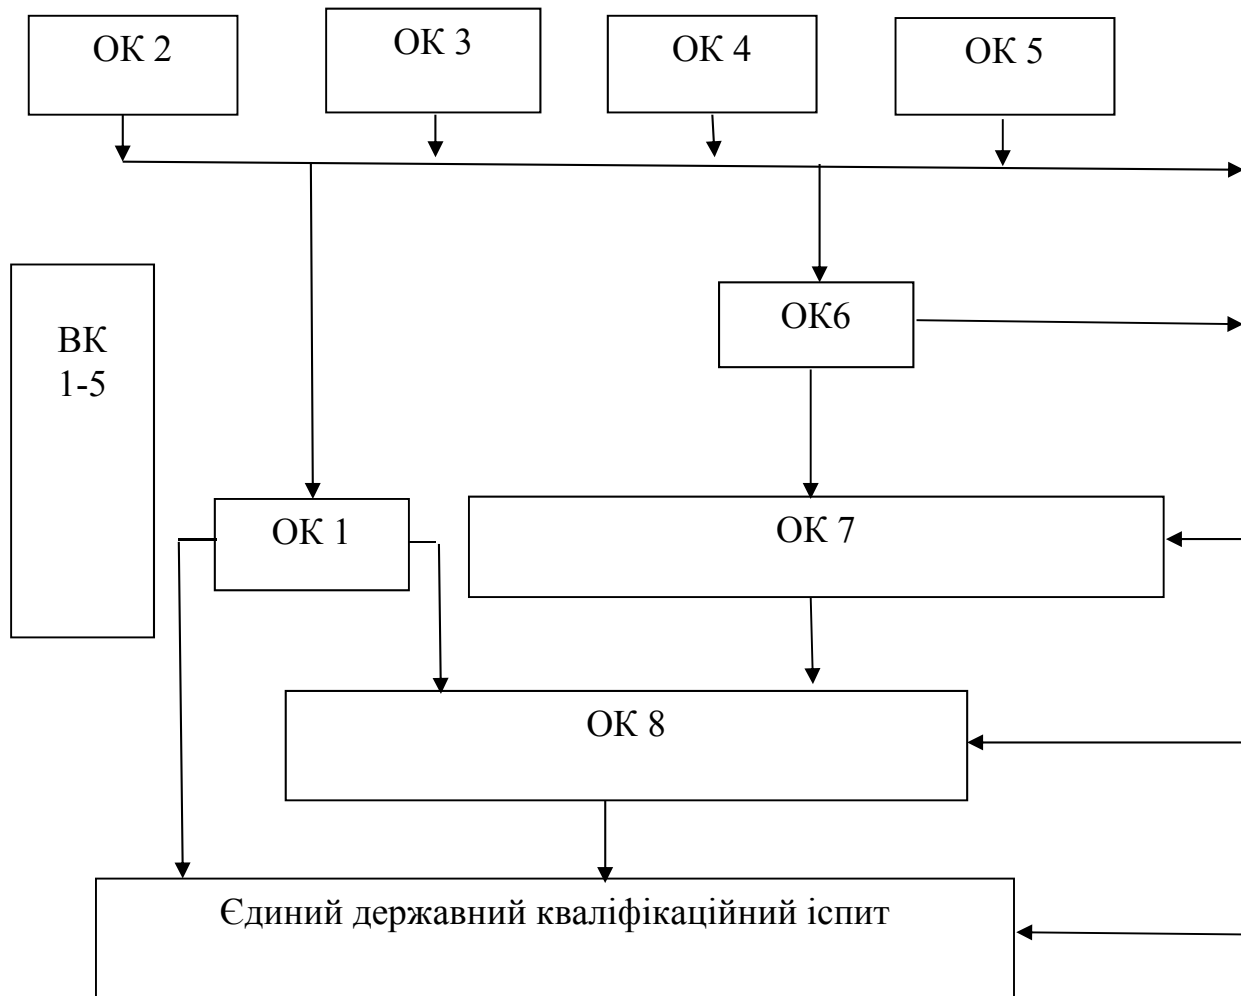 ОК 2
ОК 3
ОК 4
ОК 5
ВК
1-5
ОК6
ОК 1
ОК 7
ОК 8
Єдиний державний кваліфікаційний іспит